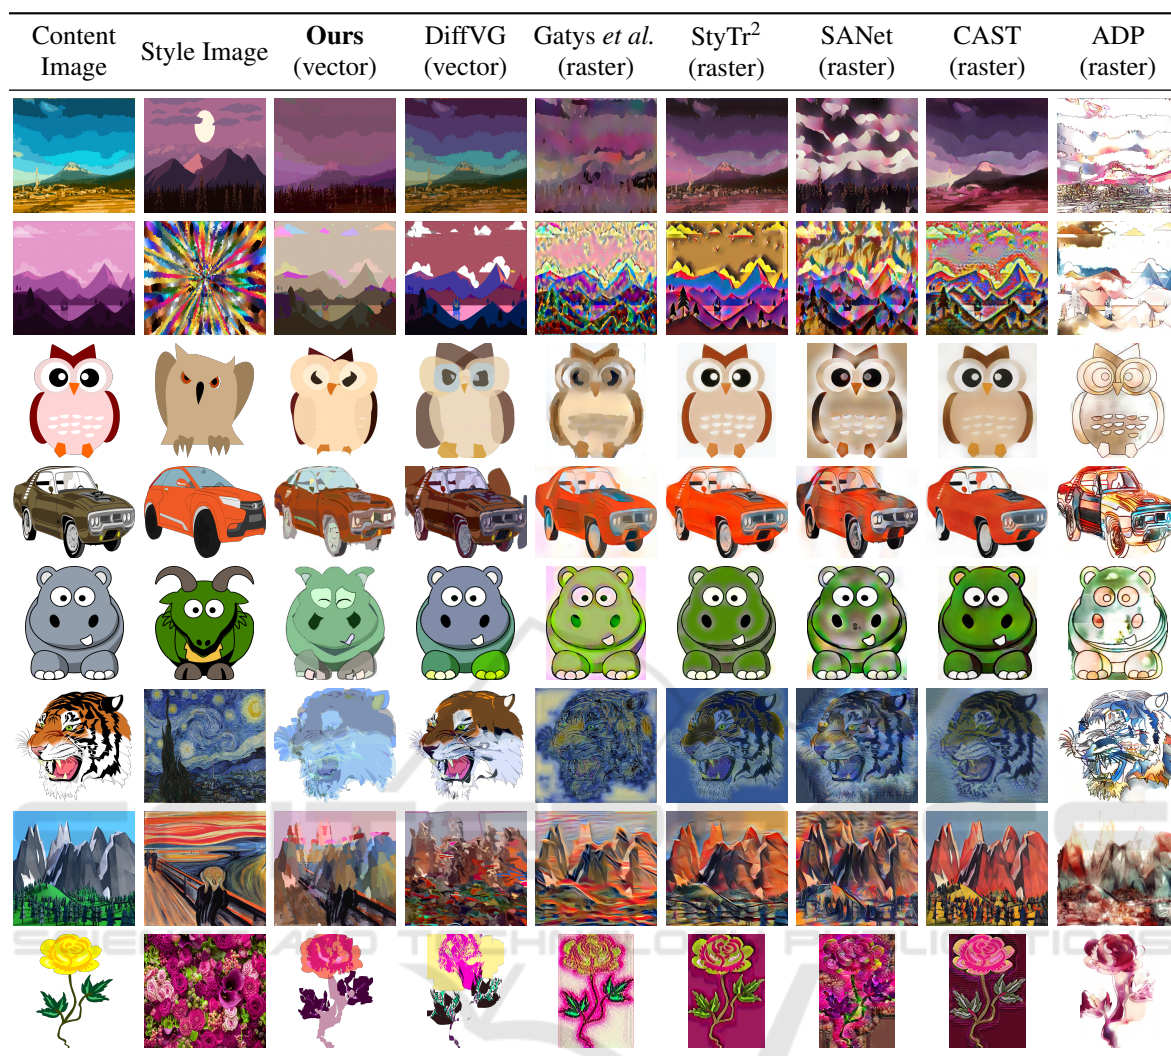 Content Image
Style Image
Ours (vector)
DiffVG (vector)
Gatys et al. (raster)
StyTr² (raster)
SANet (raster)
CAST (raster)
ADP (raster)